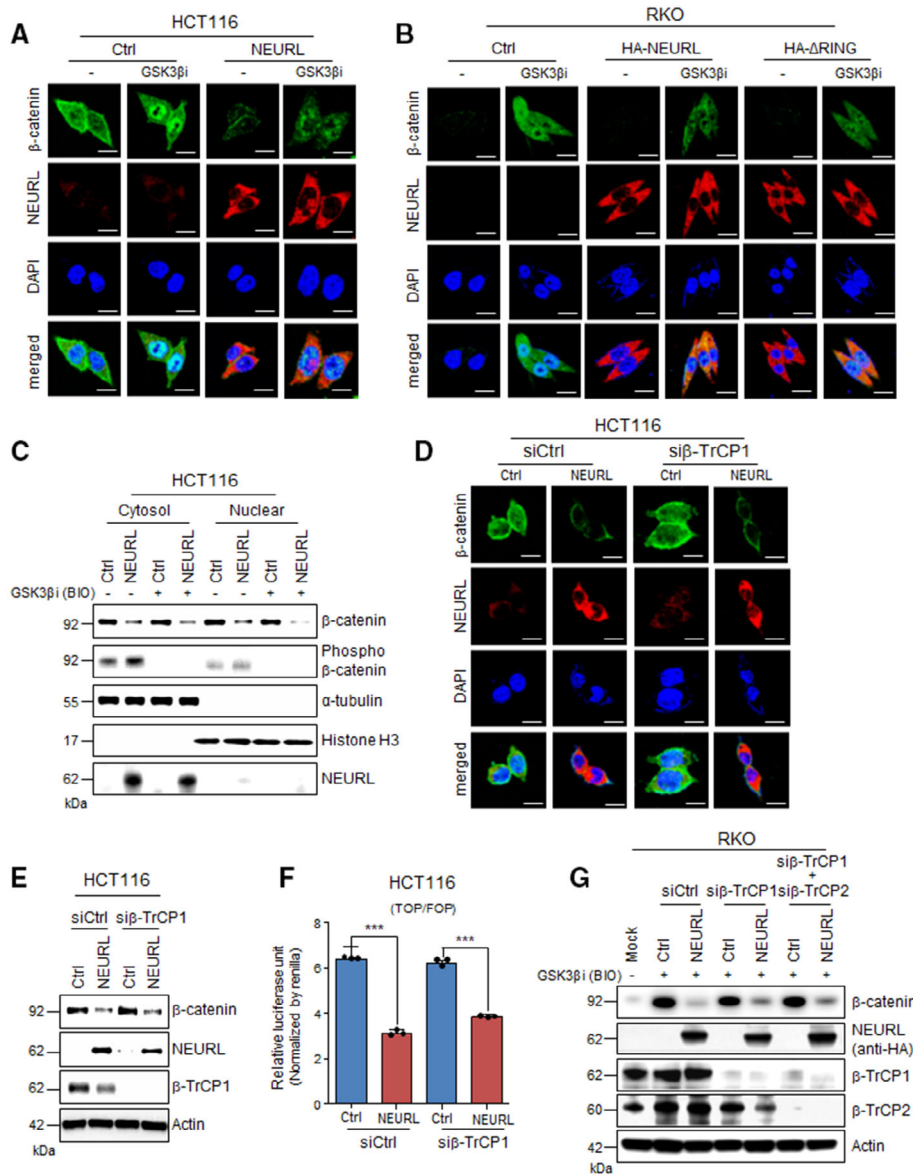 A
HCT116
Ctrl NEURL
- GSK3βi - GSK3βi
β-catenin
NEURL
DAPI
merged
B
RKO
Ctrl HA-NEURL HA-ΔRING
- GSK3βi - GSK3βi - GSK3βi
β-catenin
NEURL
DAPI
merged
C
HCT116
Cytosol Nuclear
Ctrl NEURL Ctrl NEURL Ctrl NEURL Ctrl NEURL
GSK3βi (BIO) - - + + - - + +
92 β-catenin
92 Phospho
β-catenin
55 α-tubulin
17 Histone H3
62 NEURL
kDa
D
HCT116
siCtrl siβ-TrCP1
Ctrl NEURL Ctrl NEURL
β-catenin
NEURL
DAPI
merged
E
HCT116
siCtrl siβ-TrCP1
Ctrl NEURL Ctrl NEURL
92 β-catenin
62 NEURL
62 β-TrCP1
42 Actin
kDa
F
HCT116
(TOP/FOP)
Relative luciferase unit
(Normalized by renilla)
8
6
4
2
0
*** ***
Ctrl NEURL Ctrl NEURL
siCtrl siβ-TrCP1
G
RKO
siβ-TrCP1
+
siCtrl siβ-TrCP1 siβ-TrCP2
Mock Ctrl NEURL Ctrl NEURL Ctrl NEURL
GSK3βi (BIO) - + + + + + +
92 β-catenin
62 NEURL
(anti-HA)
62 β-TrCP1
60 β-TrCP2
42 Actin
kDa